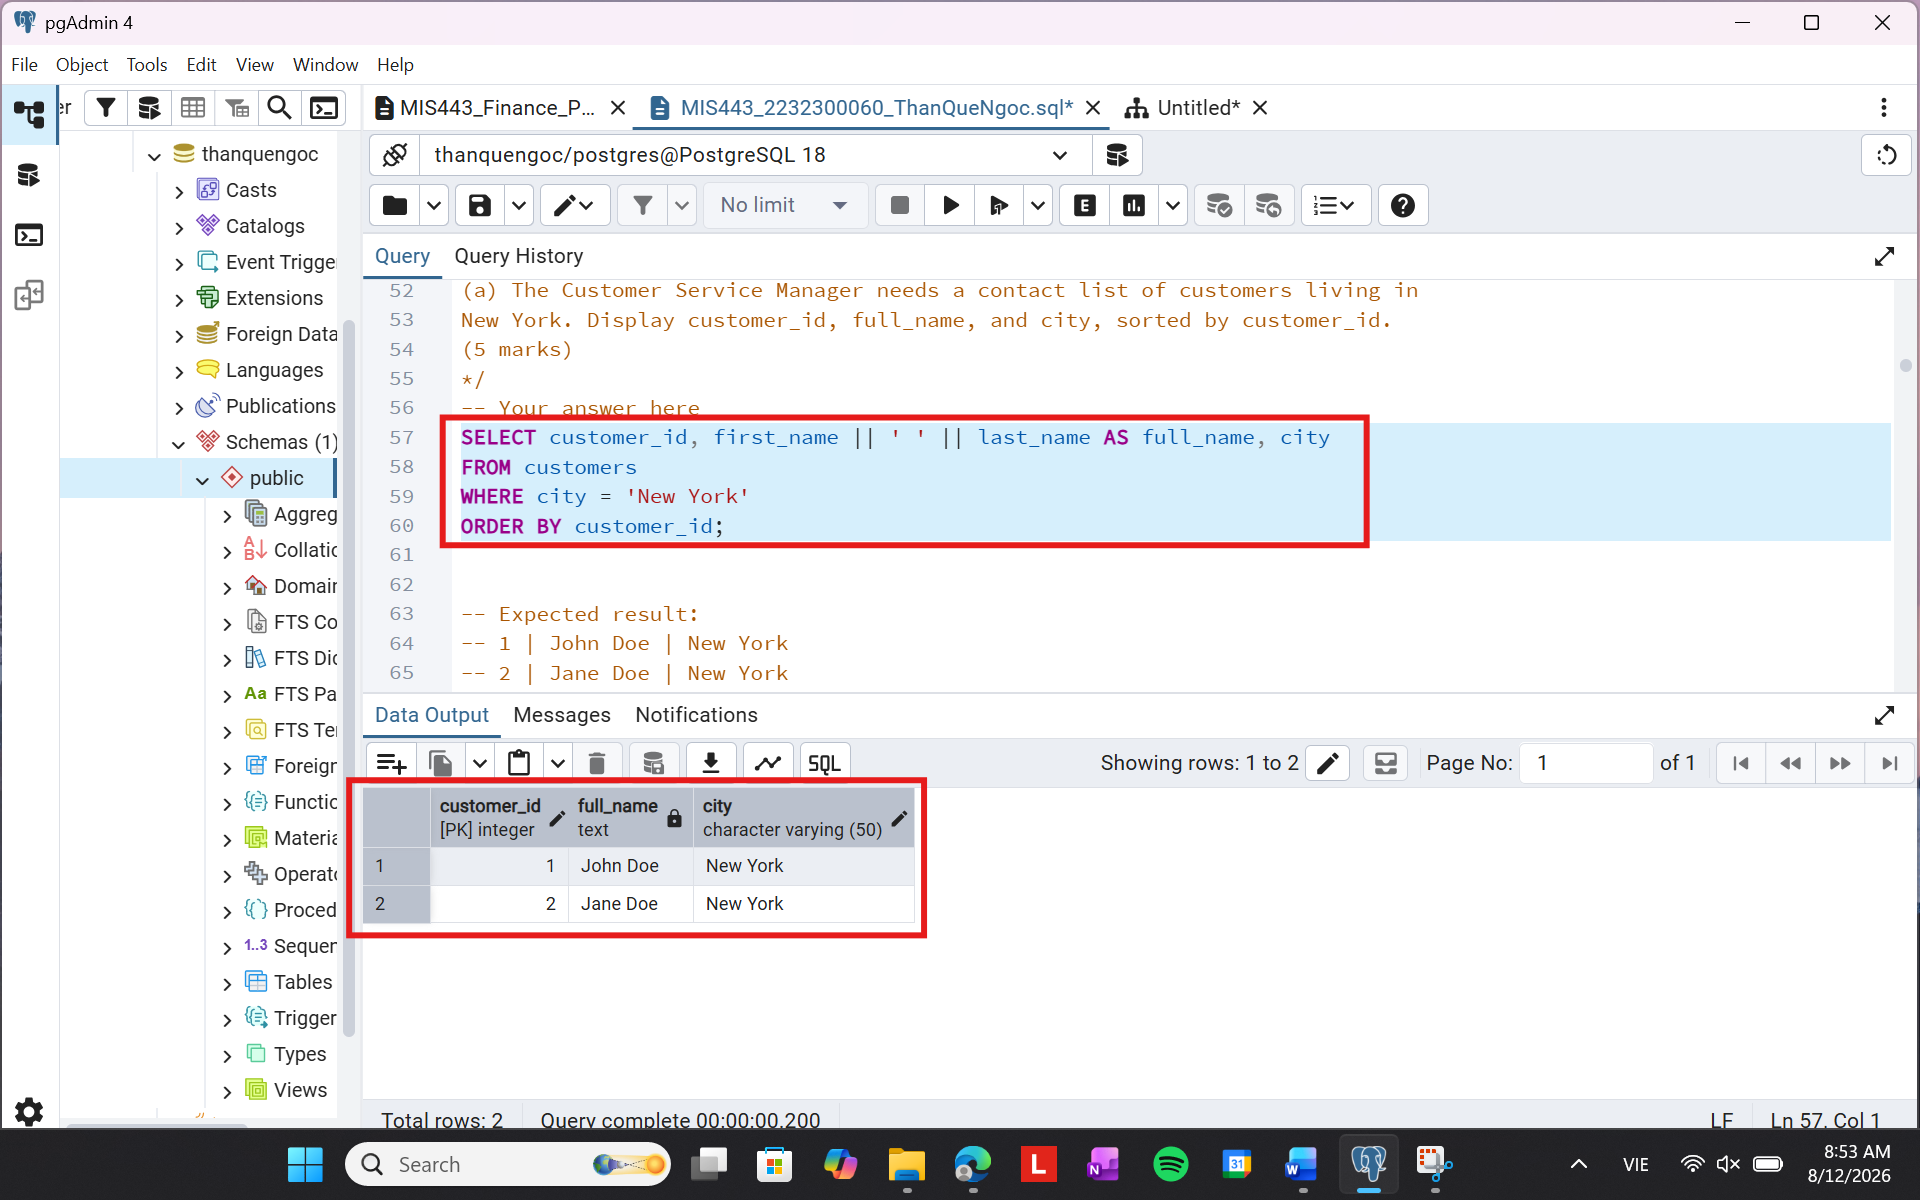 pgAdmin 4
File Object Tools Edit View Window Help
er
MIS443_Finance_P...
MIS443_2232300060_ThanQueNgoc.sql*
Untitled*
thanquengoc/postgres@PostgreSQL 18
No limit
E
Query Query History
thanquengoc
Casts
Catalogs
Event Trigge
Extensions
Foreign Data
Languages
Publications
Schemas (1)
public
Aggreg
Collatio
Domair
FTS Co
FTS Dic
Aa FTS Pa
FTS Te
Foreigr
Functio
Materia
Operato
Proced
1..3 Sequer
Tables
Trigger
Types
Views
52 (a) The Customer Service Manager needs a contact list of customers living in
53 New York. Display customer_id, full_name, and city, sorted by customer_id.
54 (5 marks)
55 */
56 -- Your answer here
57 SELECT customer_id, first_name || ' ' || last_name AS full_name, city
58 FROM customers
59 WHERE city = 'New York'
60 ORDER BY customer_id;
61
62
63 -- Expected result:
64 -- 1 | John Doe | New York
65 -- 2 | Jane Doe | New York
Data Output Messages Notifications
SQL
Showing rows: 1 to 2
Page No: 1 of 1
customer_id full_name city
[PK] integer text character varying (50)
1 1 John Doe New York
2 2 Jane Doe New York
Total rows: 2 Query complete 00:00:00.200 LF Ln 57, Col 1
Search
L
N
31
W
VIE
8:53 AM
8/12/2026